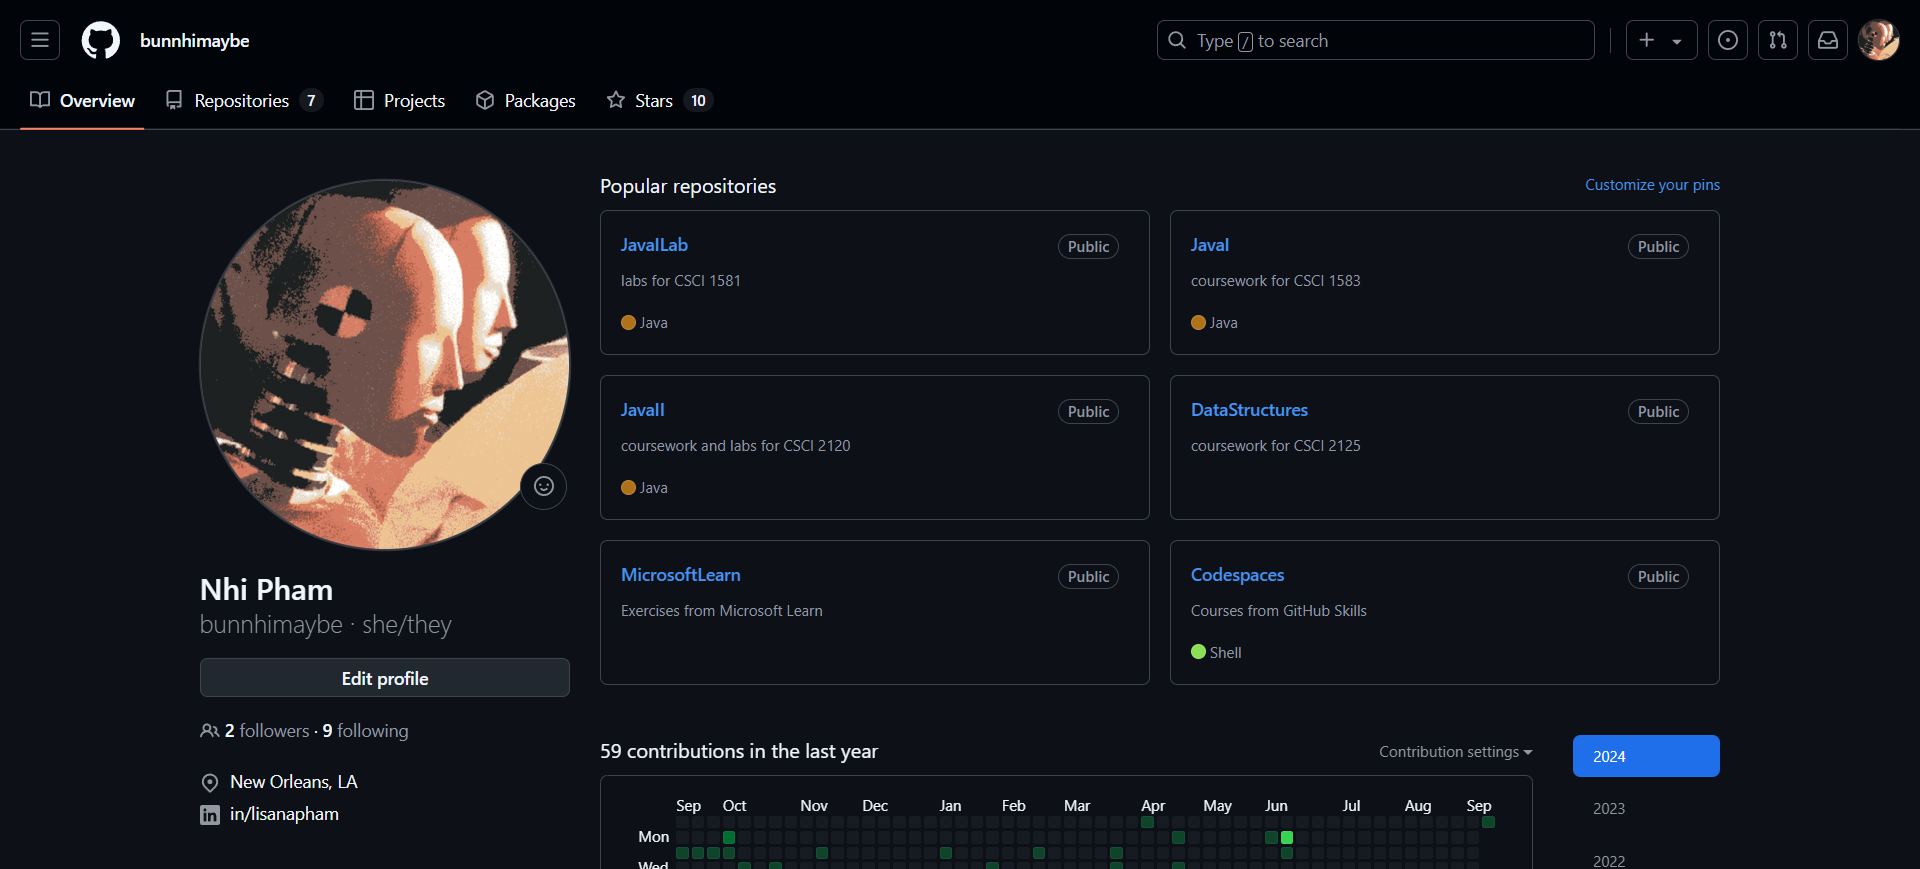 bunnhimaybe
Type / to search
Overview
Repositories 7
Projects
Packages
Stars 10
Popular repositories
Customize your pins
JavaILab
Public
labs for CSCI 1581
Java
JavaI
Public
coursework for CSCI 1583
Java
JavaII
Public
coursework and labs for CSCI 2120
Java
DataStructures
Public
coursework for CSCI 2125
MicrosoftLearn
Public
Exercises from Microsoft Learn
Codespaces
Public
Courses from GitHub Skills
Shell
Nhi Pham
bunnhimaybe · she/they
Edit profile
2 followers · 9 following
New Orleans, LA
in/lisanapham
59 contributions in the last year
Contribution settings
2024
2023
2022
Sep Oct Nov Dec Jan Feb Mar Apr May Jun Jul Aug Sep
Mon
Wed